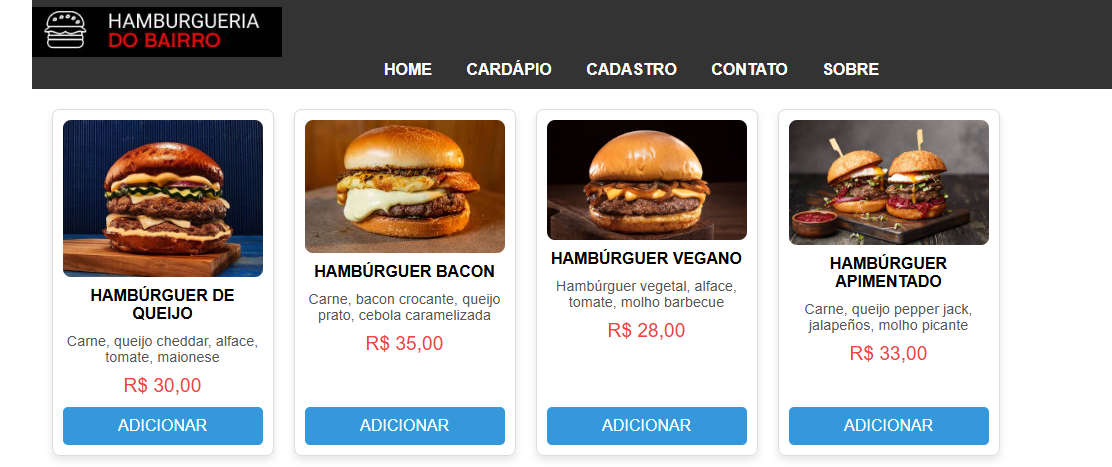 HAMBURGUERIA
DO BAIRRO
HOME CARDÁPIO CADASTRO CONTATO SOBRE
HAMBÚRGUER DE
QUEIJO
Carne, queijo cheddar, alface,
tomate, maionese
R$ 30,00
ADICIONAR
HAMBÚRGUER BACON
Carne, bacon crocante, queijo
prato, cebola caramelizada
R$ 35,00
ADICIONAR
HAMBÚRGUER VEGANO
Hambúrguer vegetal, alface,
tomate, molho barbecue
R$ 28,00
ADICIONAR
HAMBÚRGUER
APIMENTADO
Carne, queijo pepper jack,
jalapeños, molho picante
R$ 33,00
ADICIONAR